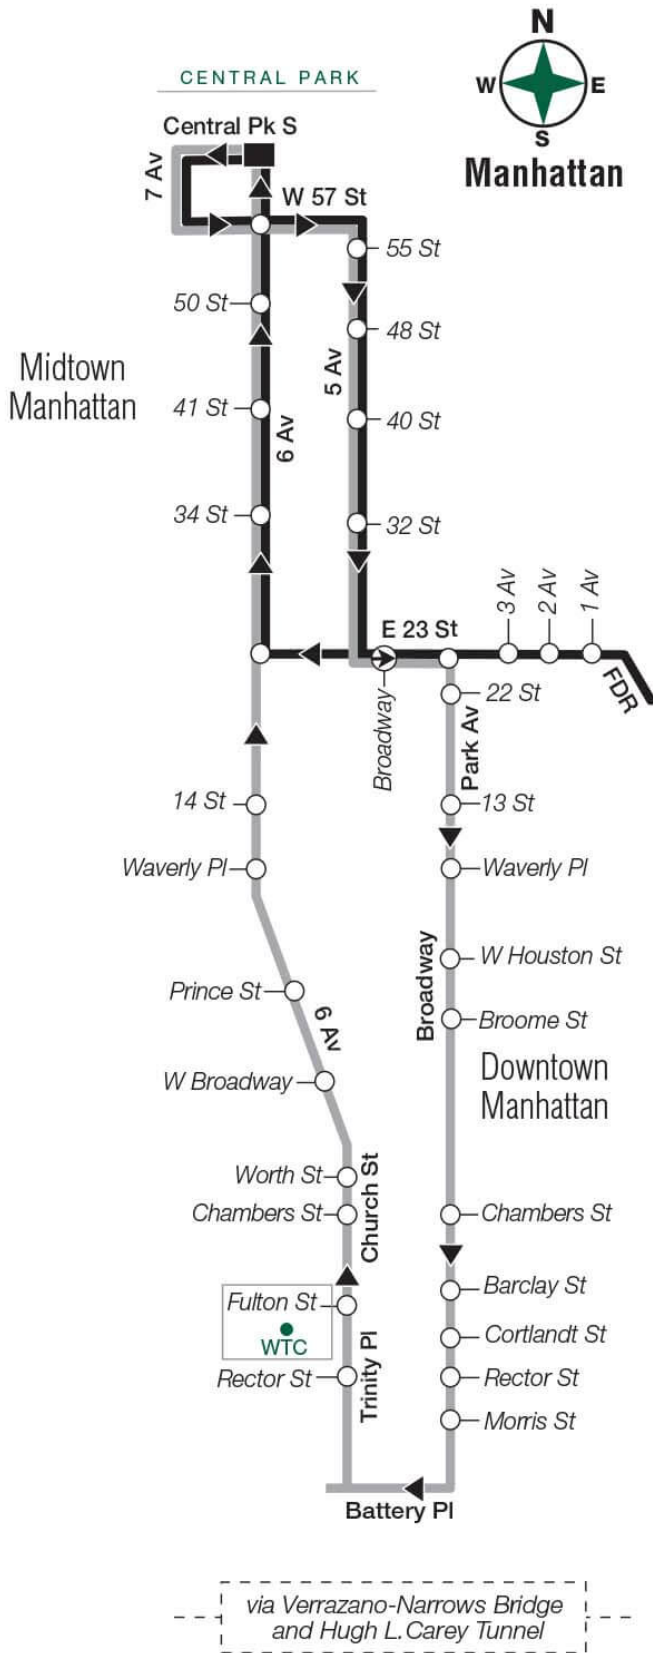 N
W
E
S
Manhattan
CENTRAL PARK
Central Pk S
7 Av
W 57 St
55 St
50 St
48 St
Midtown
Manhattan
5 Av
41 St
6 Av
40 St
34 St
32 St
3 Av
2 Av
1 Av
E 23 St
FDR
Broadway
22 St
Park Av
14 St
13 St
Waverly Pl
Waverly Pl
Broadway
W Houston St
Prince St
6 Av
Broome St
W Broadway
Downtown
Manhattan
Worth St
Church St
Chambers St
Chambers St
Fulton St
WTC
Barclay St
Cortlandt St
Trinity Pl
Rector St
Rector St
Morris St
Battery Pl
via Verrazano-Narrows Bridge
and Hugh L.Carey Tunnel